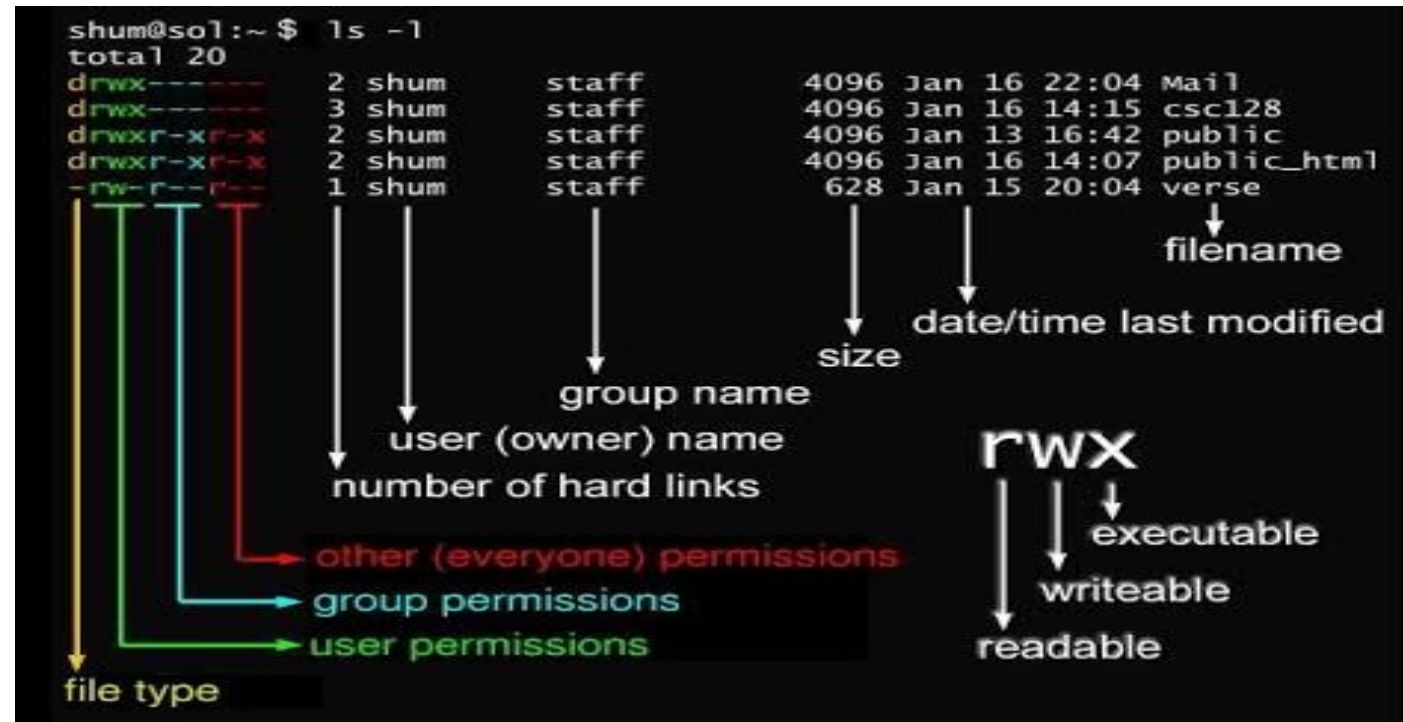 shum@sol:~$ ls -l
total 20
drwx------ 2 shum staff 4096 Jan 16 22:04 Mail
drwx------ 3 shum staff 4096 Jan 16 14:15 csc128
drwxr-xr-x 2 shum staff 4096 Jan 13 16:42 public
drwxr-xr-x 2 shum staff 4096 Jan 16 14:07 public_html
-rw-r--r-- 1 shum staff 628 Jan 15 20:04 verse
filename
date/time last modified
size
group name
user (owner) name
number of hard links
other (everyone) permissions
group permissions
user permissions
file type
rwx
executable
writeable
readable